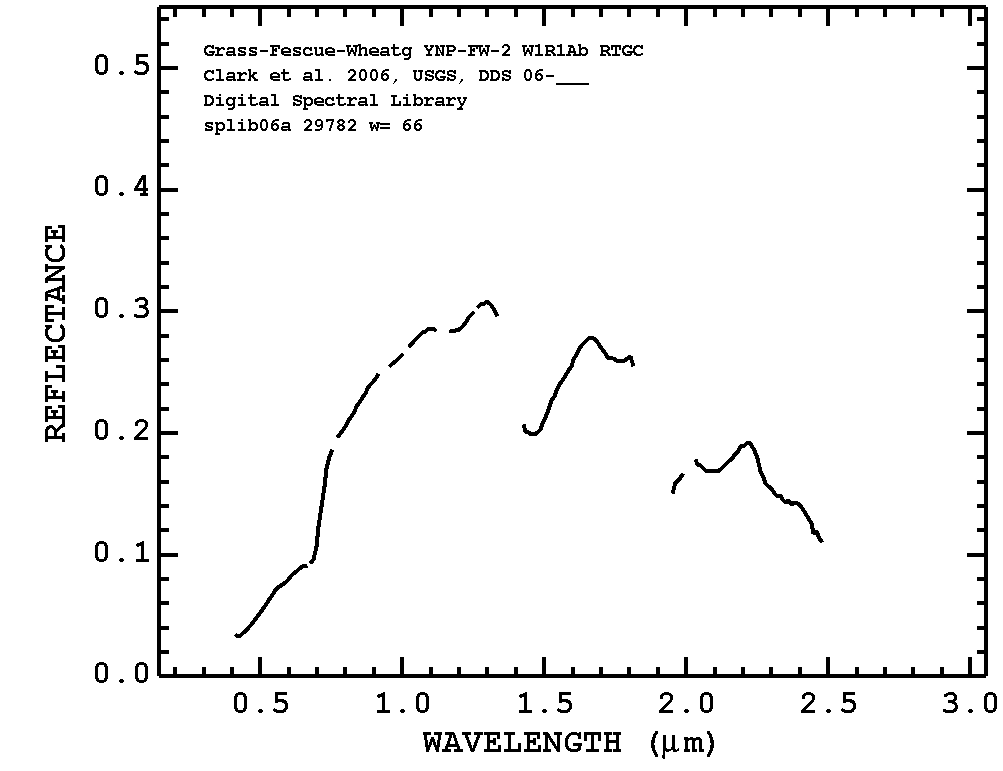 Grass-Fescue-Wheatg YNP-FW-2 W1R1Ab RTGC
Clark et al. 2006, USGS, DDS 06-___
Digital Spectral Library
splib06a 29782 w= 66
0.5
0.4
0.3
0.2
0.1
0.0
REFLECTANCE
0.5 1.0 1.5 2.0 2.5 3.0
WAVELENGTH (μm)